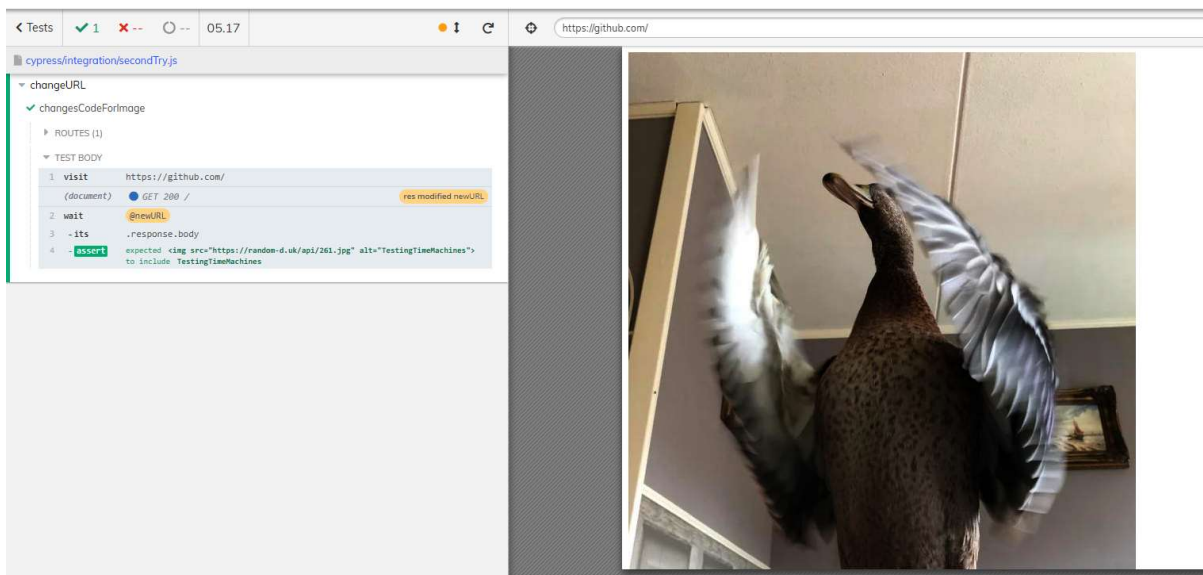 Tests 1 -- -- 05.17
https://github.com/
cypress/integration/secondTry.js
changeURL
changesCodeForImage
ROUTES (1)
TEST BODY
1 visit https://github.com/
(document) GET 200 / res modified newURL
2 wait @newURL
3 -its .response.body
4 -assert expected <img src="https://random-d.uk/api/261.jpg" alt="TestingTimeMachines">
to include TestingTimeMachines